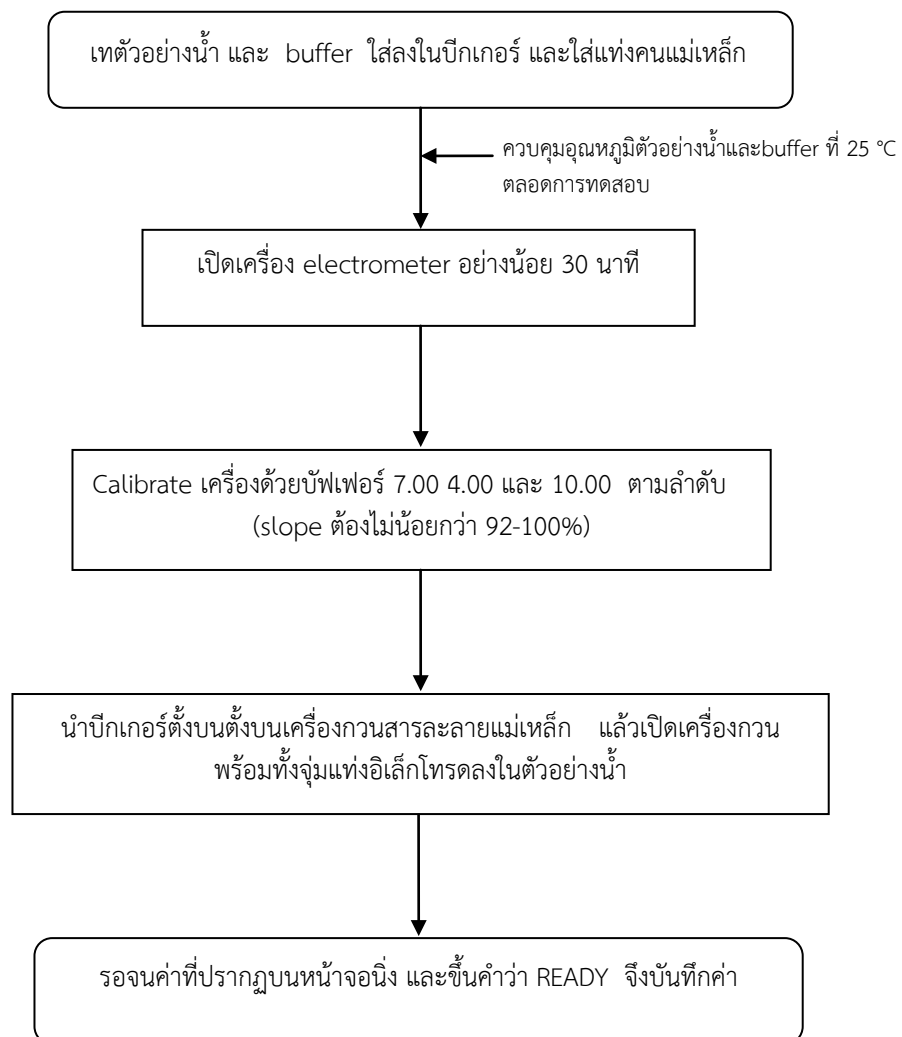 เทตัวอย่างน้ำ และ buffer ใส่ลงในบีกเกอร์ และใส่แท่งคนแม่เหล็ก
ควบคุมอุณหภูมิตัวอย่างน้ำและbuffer ที่ 25 °C
ตลอดการทดสอบ
เปิดเครื่อง electrometer อย่างน้อย 30 นาที
Calibrate เครื่องด้วยบัฟเฟอร์ 7.00 4.00 และ 10.00 ตามลำดับ
(slope ต้องไม่น้อยกว่า 92-100%)
นำบีกเกอร์ตั้งบนตั้งบนเครื่องกวนสารละลายแม่เหล็ก แล้วเปิดเครื่องกวน
พร้อมทั้งจุ่มแท่งอิเล็กโทรดลงในตัวอย่างน้ำ
รอจนค่าที่ปรากฏบนหน้าจอนิ่ง และขึ้นคำว่า READY จึงบันทึกค่า